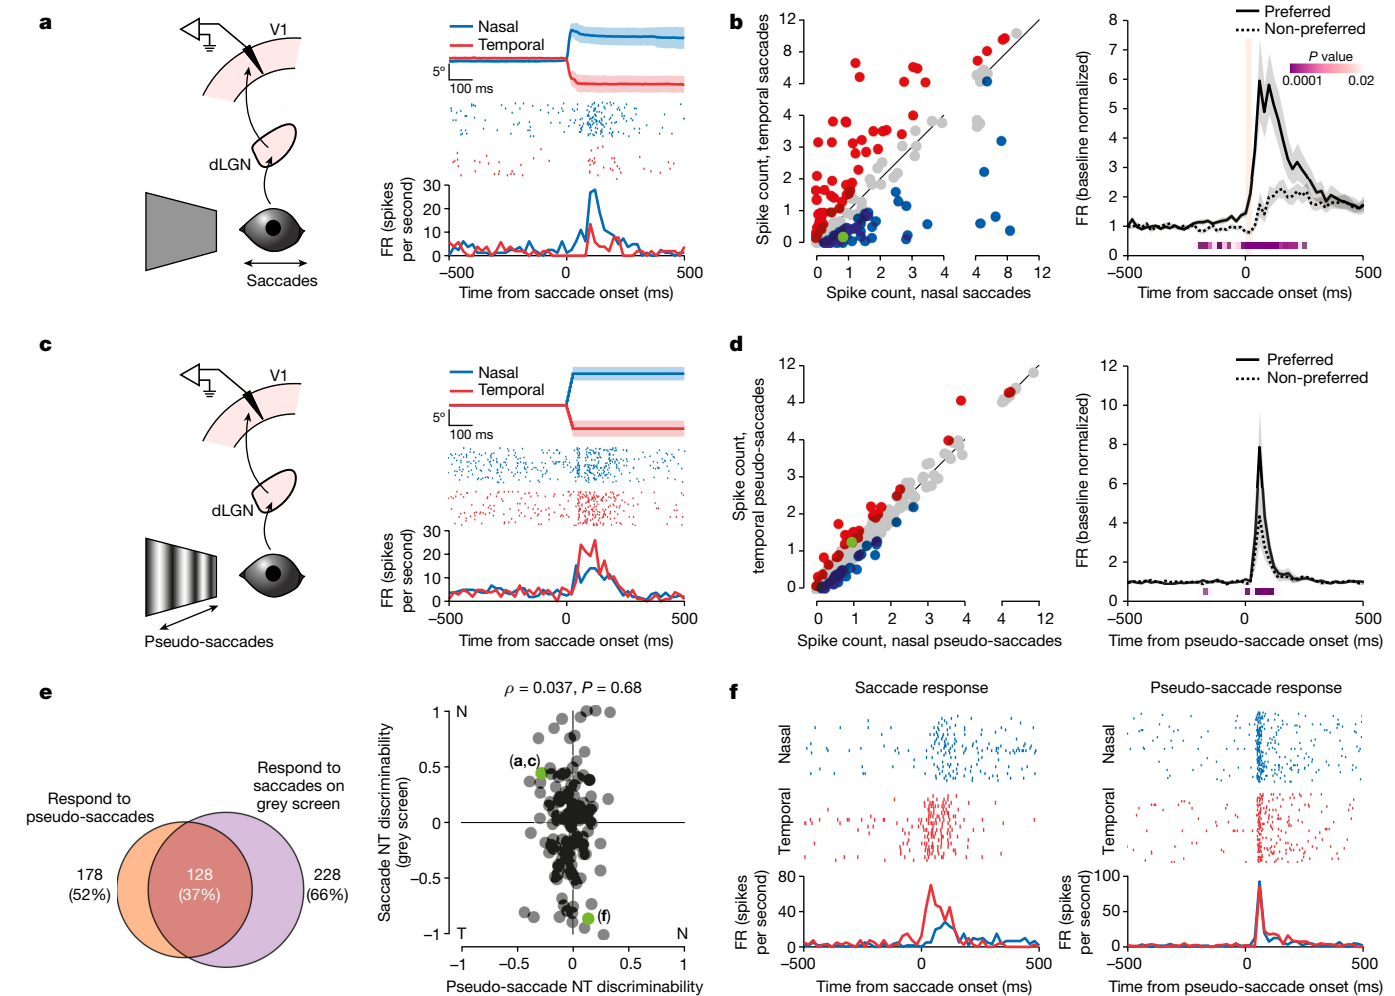 a
V1
dLGN
Saccades
Nasal
Temporal
5°
100 ms
FR (spikes
per second)
30
20
10
0
−500
0
500
Time from saccade onset (ms)
b
Spike count, temporal saccades
12
8
4
4
3
2
1
0
0
1
2
3
4
4
8
12
Spike count, nasal saccades
FR (baseline normalized)
8
7
6
5
4
3
2
1
0
Preferred
Non-preferred
P value
0.0001
0.02
−500
0
500
Time from saccade onset (ms)
c
V1
dLGN
Pseudo-saccades
Nasal
Temporal
5°
100 ms
FR (spikes
per second)
30
20
10
0
−500
0
500
Time from saccade onset (ms)
d
Spike count,
temporal pseudo-saccades
12
4
4
3
2
1
0
0
1
2
3
4
4
12
Spike count, nasal pseudo-saccades
FR (baseline normalized)
12
10
8
6
4
2
0
Preferred
Non-preferred
−500
0
500
Time from pseudo-saccade onset (ms)
e
Respond to
pseudo-saccades
Respond to
saccades on
grey screen
178
(52%)
128
(37%)
228
(66%)
ρ = 0.037, P = 0.68
Saccade NT discriminability
(grey screen)
1
0.5
0
−0.5
−1
N
(a,c)
(f)
T
N
−1
−0.5
0
0.5
1
Pseudo-saccade NT discriminability
f
Saccade response
Nasal
Temporal
FR (spikes
per second)
80
40
0
−500
0
500
Time from saccade onset (ms)
Pseudo-saccade response
Nasal
Temporal
FR (spikes
per second)
100
50
0
−500
0
500
Time from pseudo-saccade onset (ms)